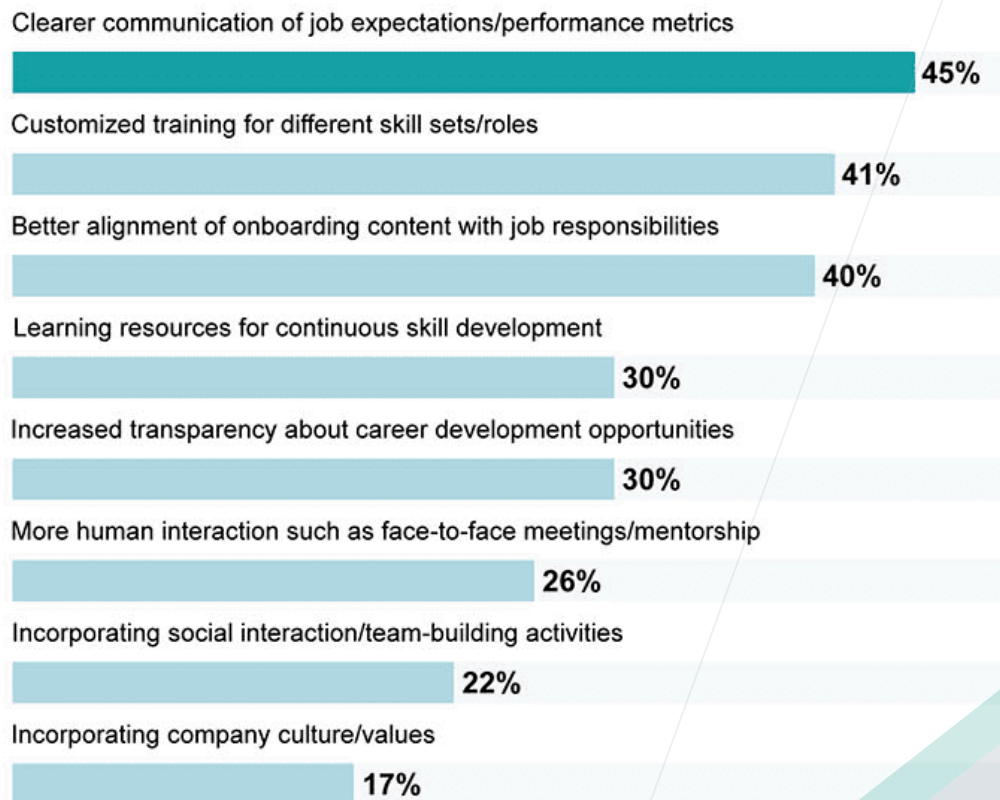 Clearer communication of job expectations/performance metrics
45%
Customized training for different skill sets/roles
41%
Better alignment of onboarding content with job responsibilities
40%
Learning resources for continuous skill development
30%
Increased transparency about career development opportunities
30%
More human interaction such as face-to-face meetings/mentorship
26%
Incorporating social interaction/team-building activities
22%
Incorporating company culture/values
17%